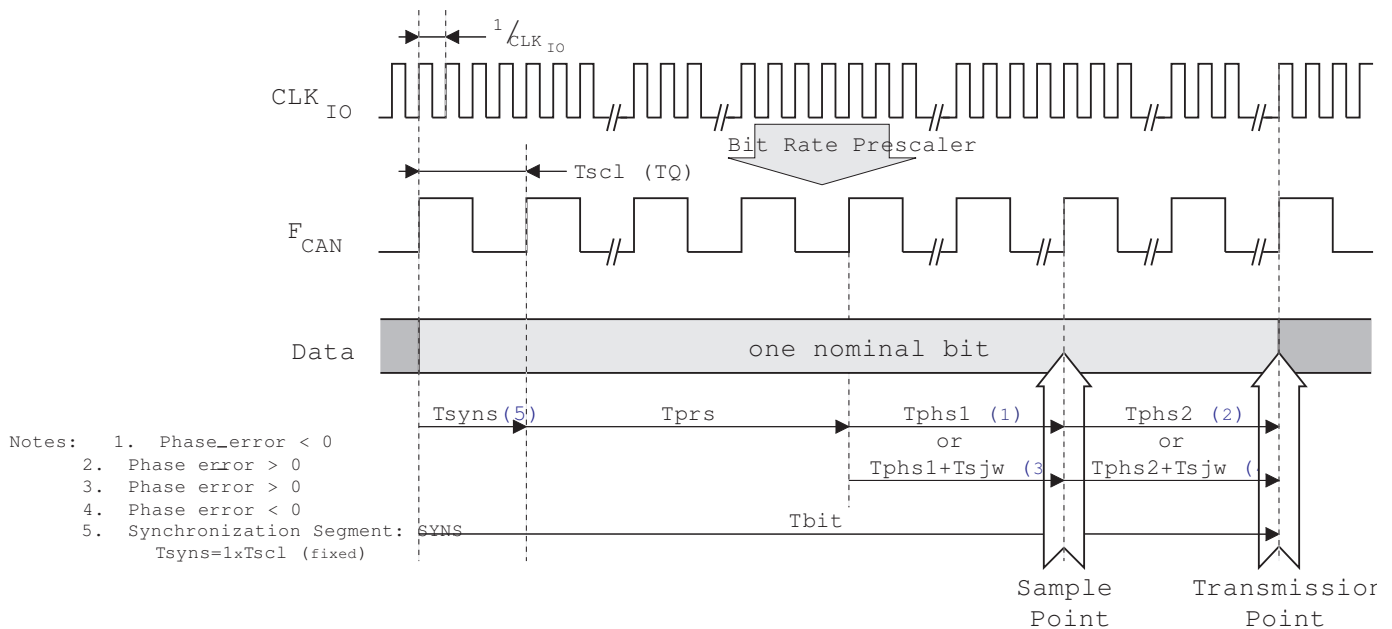 1/CLK IO
CLK IO
Bit Rate Prescaler
Tscl (TQ)
F CAN
Data
one nominal bit
Tsyns(5)
Tprs
Tphs1 (1)
Tphs2 (2)
or
or
Tphs1+Tsjw (3
Tphs2+Tsjw (
Tbit
Notes: 1. Phase_error < 0
2. Phase error > 0
3. Phase error > 0
4. Phase error < 0
5. Synchronization Segment: SYNS
Tsyns=1xTscl (fixed)
Sample
Point
Transmission
Point